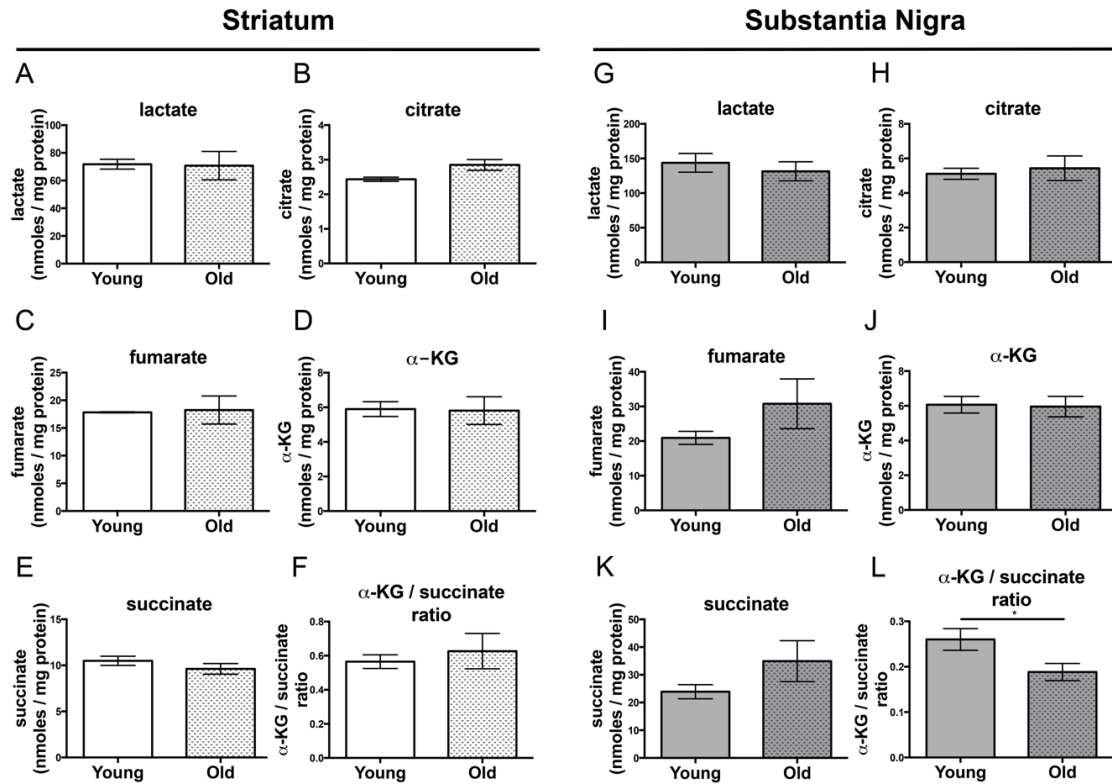 Striatum
Substantia Nigra
A
lactate
lactate
(nmoles / mg protein)
100
80
60
40
20
0
Young
Old
B
citrate
citrate
(nmoles / mg protein)
4
3
2
1
0
Young
Old
G
lactate
lactate
(nmoles / mg protein)
200
150
100
50
0
Young
Old
H
citrate
citrate
(nmoles / mg protein)
8
6
4
2
0
Young
Old
C
fumarate
fumarate
(nmoles / mg protein)
25
20
15
10
5
0
Young
Old
D
α–KG
α-KG
(nmoles / mg protein)
8
6
4
2
0
Young
Old
I
fumarate
fumarate
(nmoles / mg protein)
40
30
20
10
0
Young
Old
J
α-KG
α-KG
(nmoles / mg protein)
8
6
4
2
0
Young
Old
E
succinate
succinate
(nmoles / mg protein)
15
10
5
0
Young
Old
F
α-KG / succinate
ratio
α-KG / succinate
ratio
0.8
0.6
0.4
0.2
0.0
Young
Old
K
succinate
succinate
(nmoles / mg protein)
50
40
30
20
10
0
Young
Old
L
α-KG / succinate
ratio
α-KG / succinate
ratio
0.3
0.2
0.1
0.0
*
Young
Old